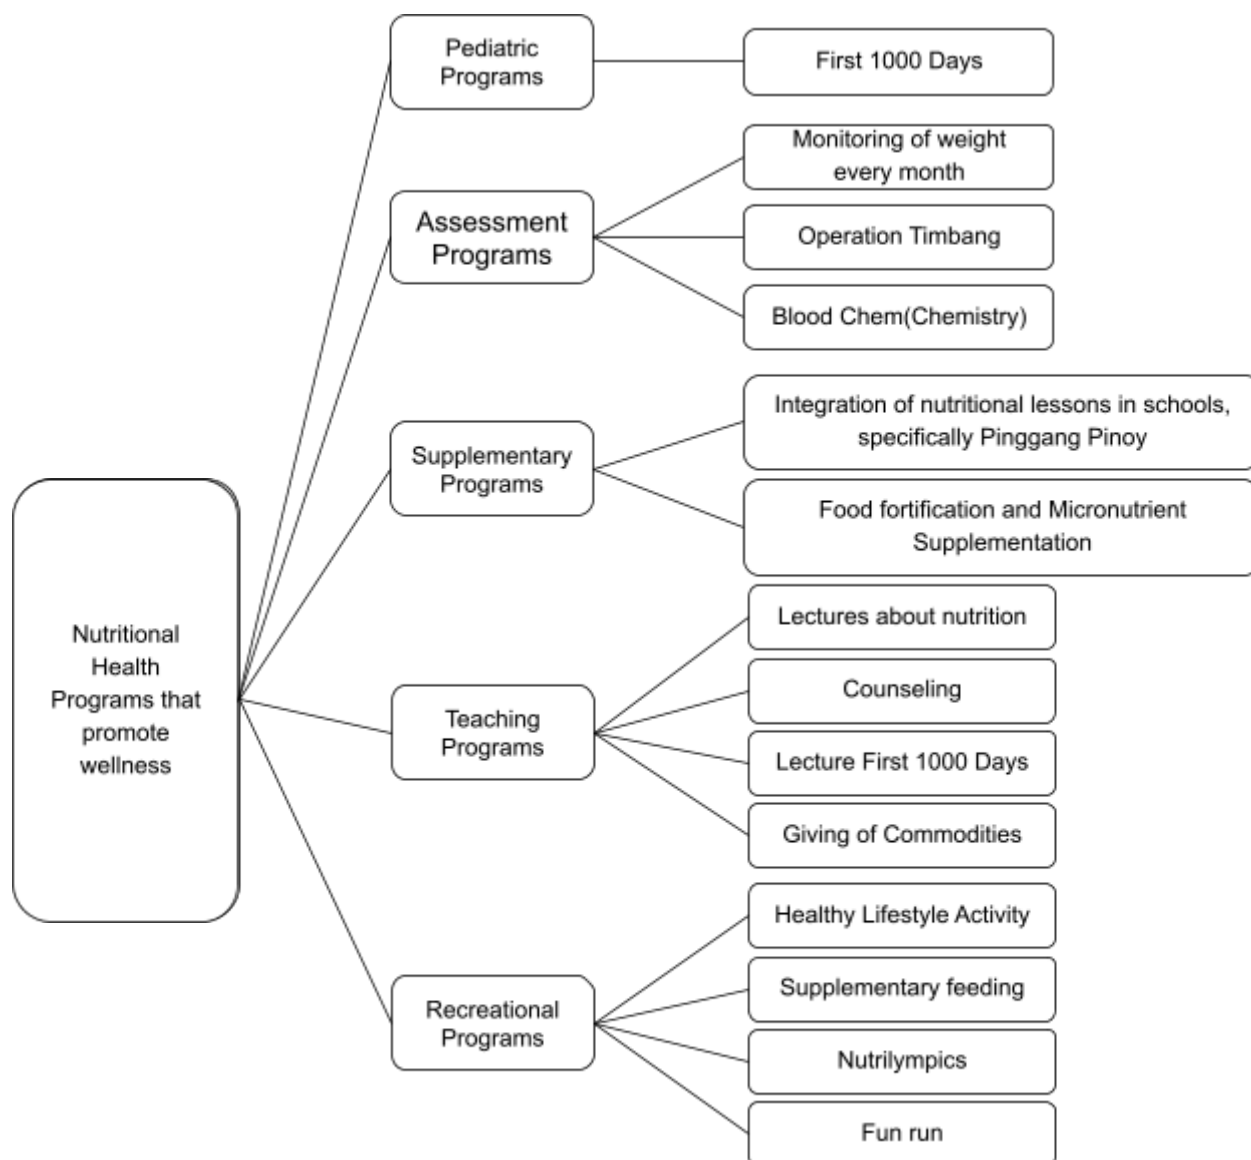 Pediatric
Programs
First 1000 Days
Monitoring of weight
every month
Assessment
Programs
Operation Timbang
Blood Chem(Chemistry)
Supplementary
Programs
Integration of nutritional lessons in schools,
specifically Pinggang Pinoy
Food fortification and Micronutrient
Supplementation
Nutritional
Health
Programs that
promote
wellness
Teaching
Programs
Lectures about nutrition
Counseling
Lecture First 1000 Days
Giving of Commodities
Recreational
Programs
Healthy Lifestyle Activity
Supplementary feeding
Nutrilympics
Fun run